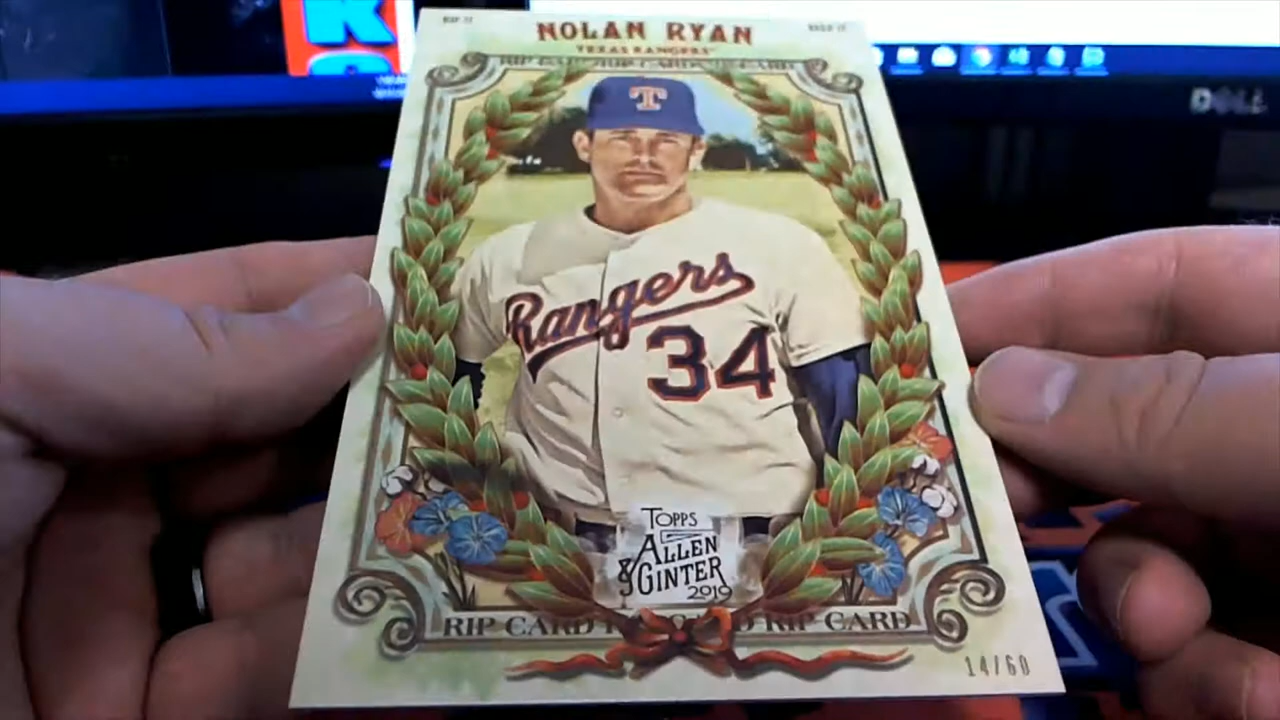 NOLAN RYAN
TEXAS RANGERS
DELL
T
Rangers
34
TOPPS
ALLEN
& GINTER
2019
RIP CARD RIP CARD
14/60